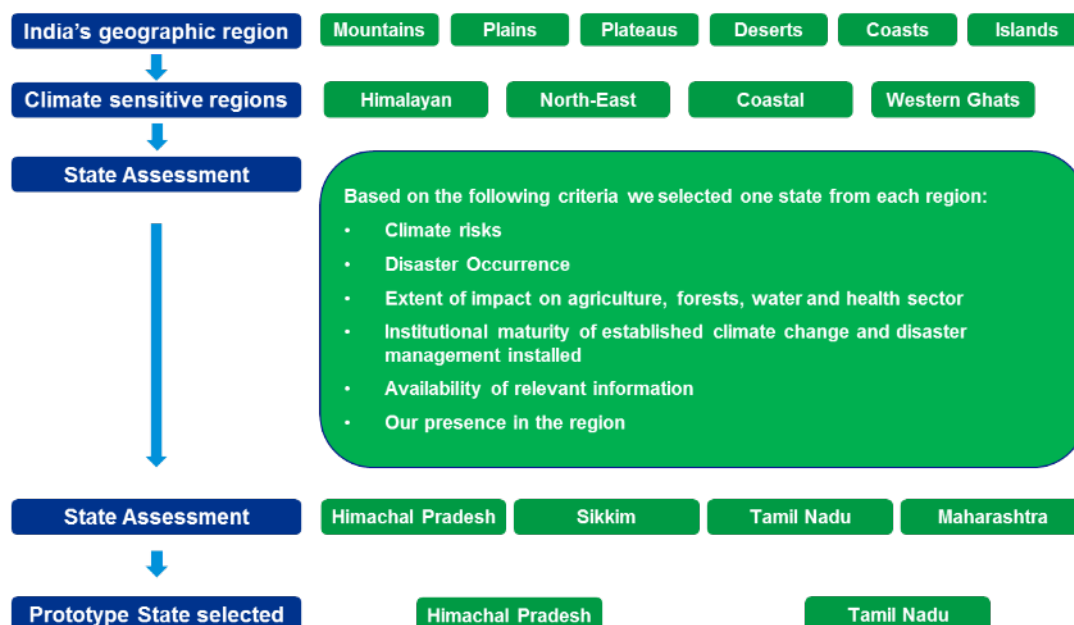 India's geographic region
Mountains
Plains
Plateaus
Deserts
Coasts
Islands
Climate sensitive regions
Himalayan
North-East
Coastal
Western Ghats
State Assessment
Based on the following criteria we selected one state from each region:
• Climate risks
• Disaster Occurrence
• Extent of impact on agriculture, forests, water and health sector
• Institutional maturity of established climate change and disaster
management installed
• Availability of relevant information
• Our presence in the region
State Assessment
Himachal Pradesh
Sikkim
Tamil Nadu
Maharashtra
Prototype State selected
Himachal Pradesh
Tamil Nadu